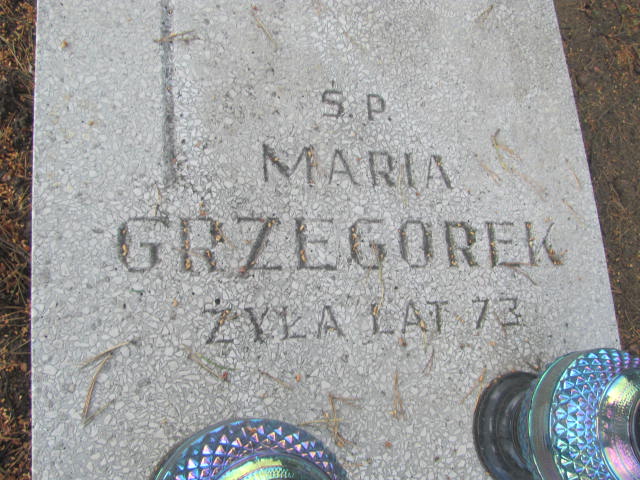 Ś.P.
MARIA
GRZEGOREK
ŻYŁA LAT 73